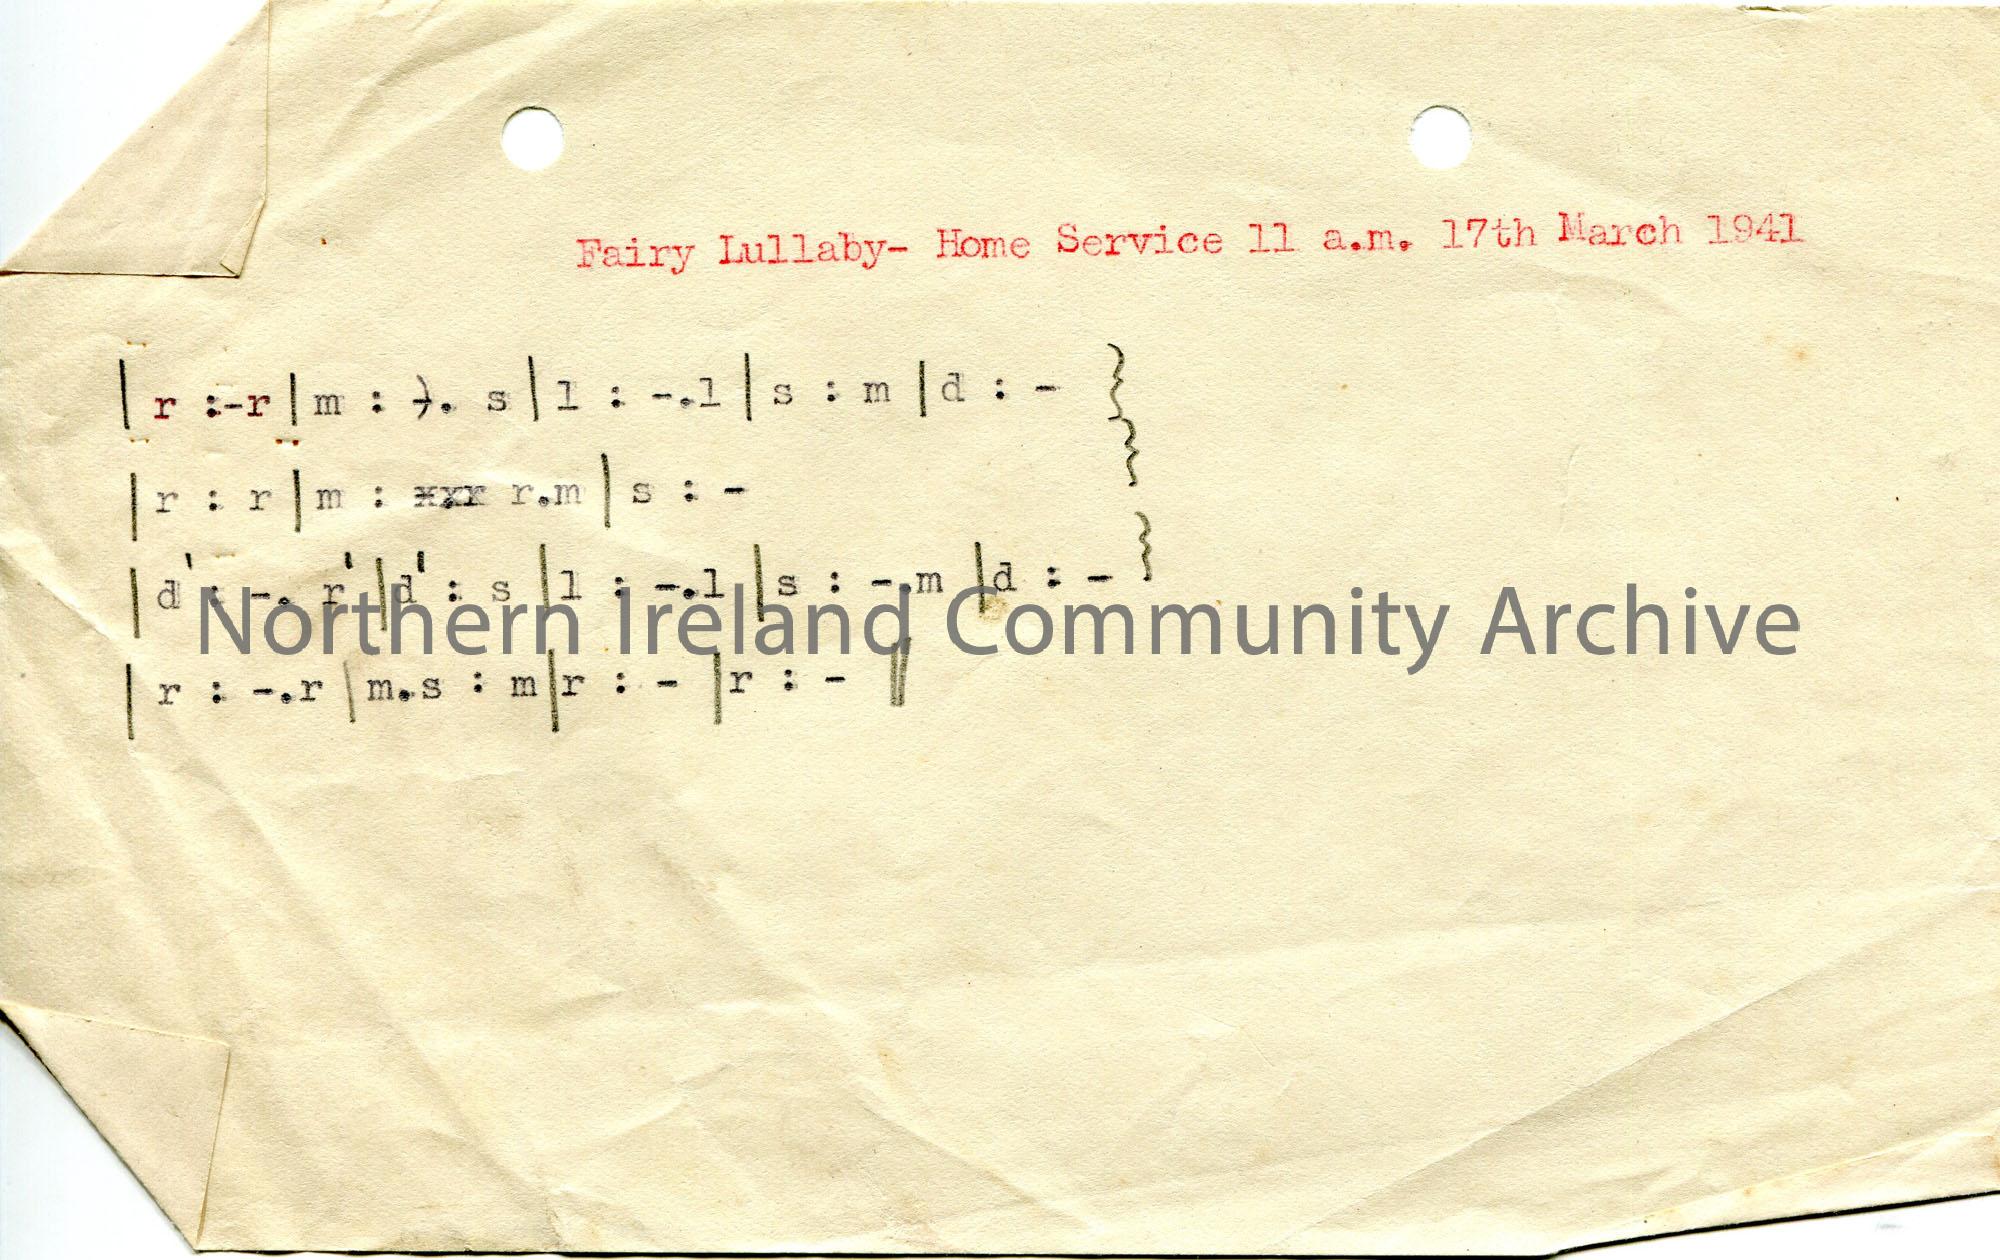 Fairy Lullaby- Home Service 11 a.m. 17th March 1941
| r :-r | m : ). s | l : -.l | s : m | d : - }
| r : r | m : xxx r.m | s : - }
| d' : -. r' | d' : s | l : -.l | s : -.m | d : - }
Northern Ireland Community Archive
| r : -.r | m.s : m | r : - | r : - ||